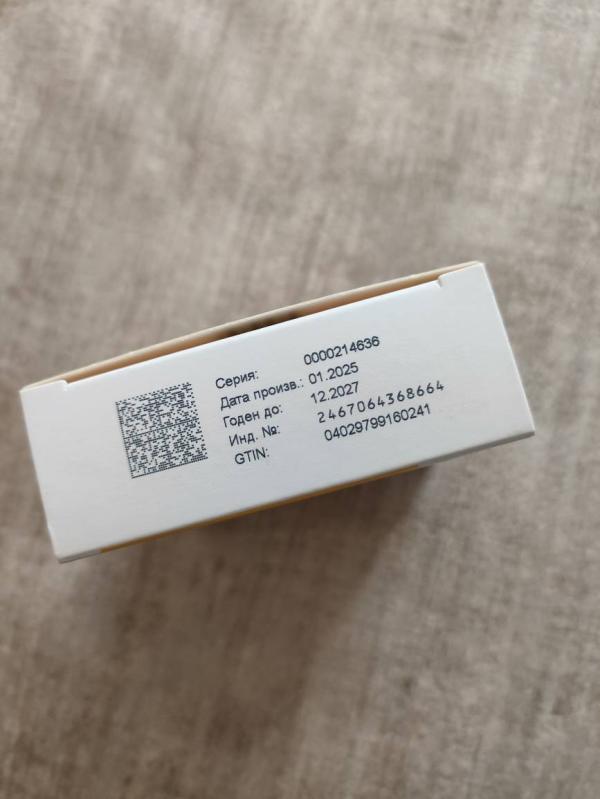 Серия: 0000214636
Дата произв.: 01.2025
Годен до: 12.2027
Инд. №: 2467064368664
GTIN: 04029799160241